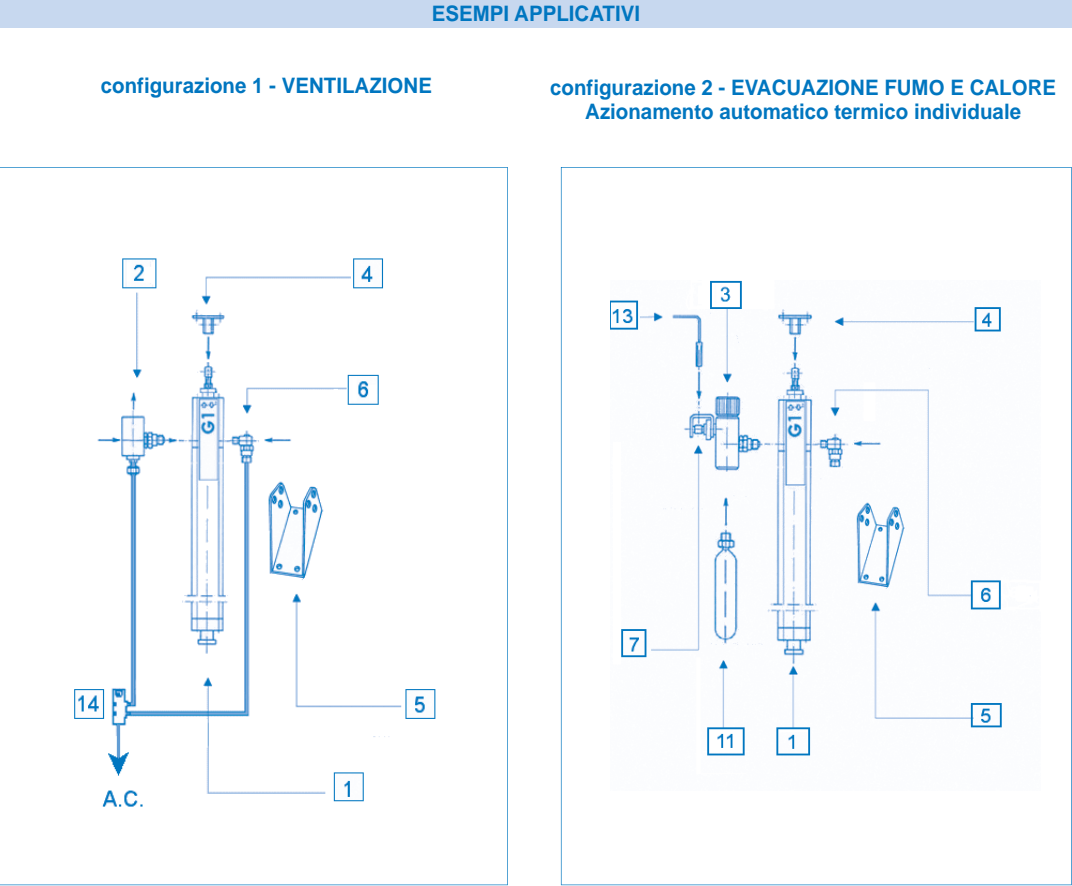 ESEMPI APPLICATIVI
configurazione 1 - VENTILAZIONE
2
4
6
G1
14
5
A.C.
1
configurazione 2 - EVACUAZIONE FUMO E CALORE
Azionamento automatico termico individuale
13
3
4
G1
6
7
5
11
1